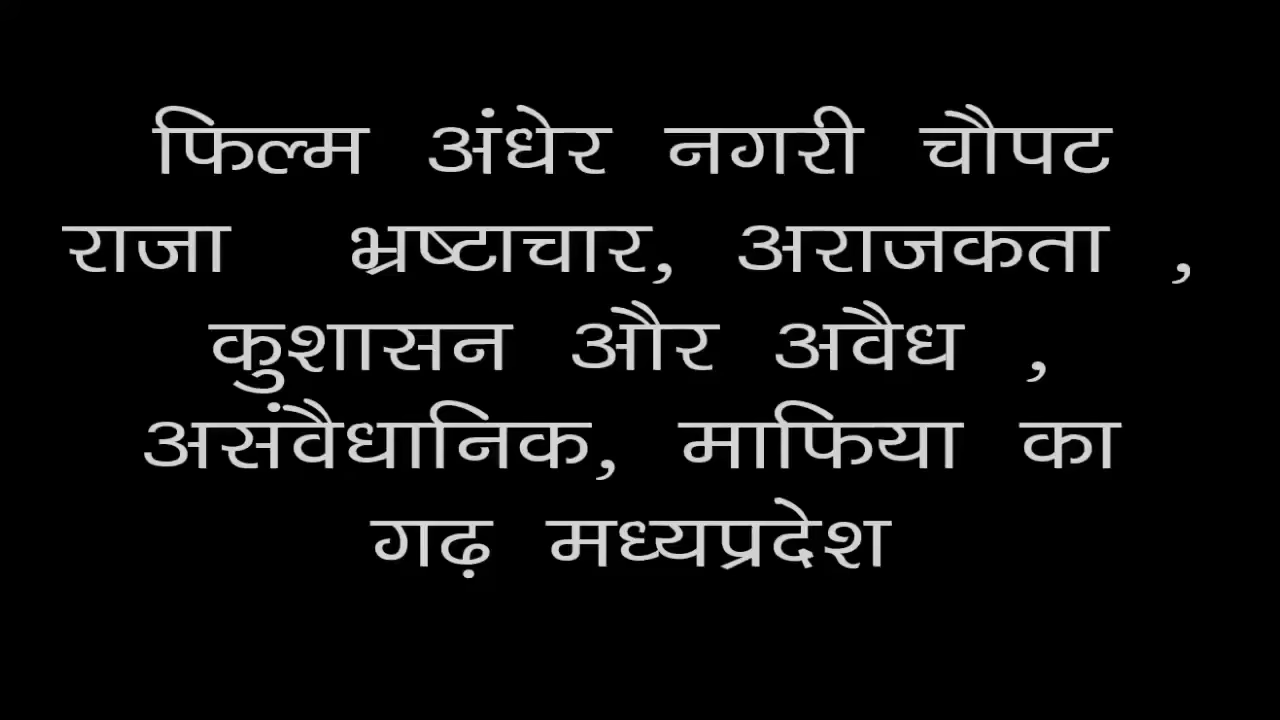 फिल्म अंधेर नगरी चौपट
राजा भ्रष्टाचार, अराजकता ,
कुशासन और अवैध ,
असंवैधानिक, माफिया का
गढ़ मध्यप्रदेश